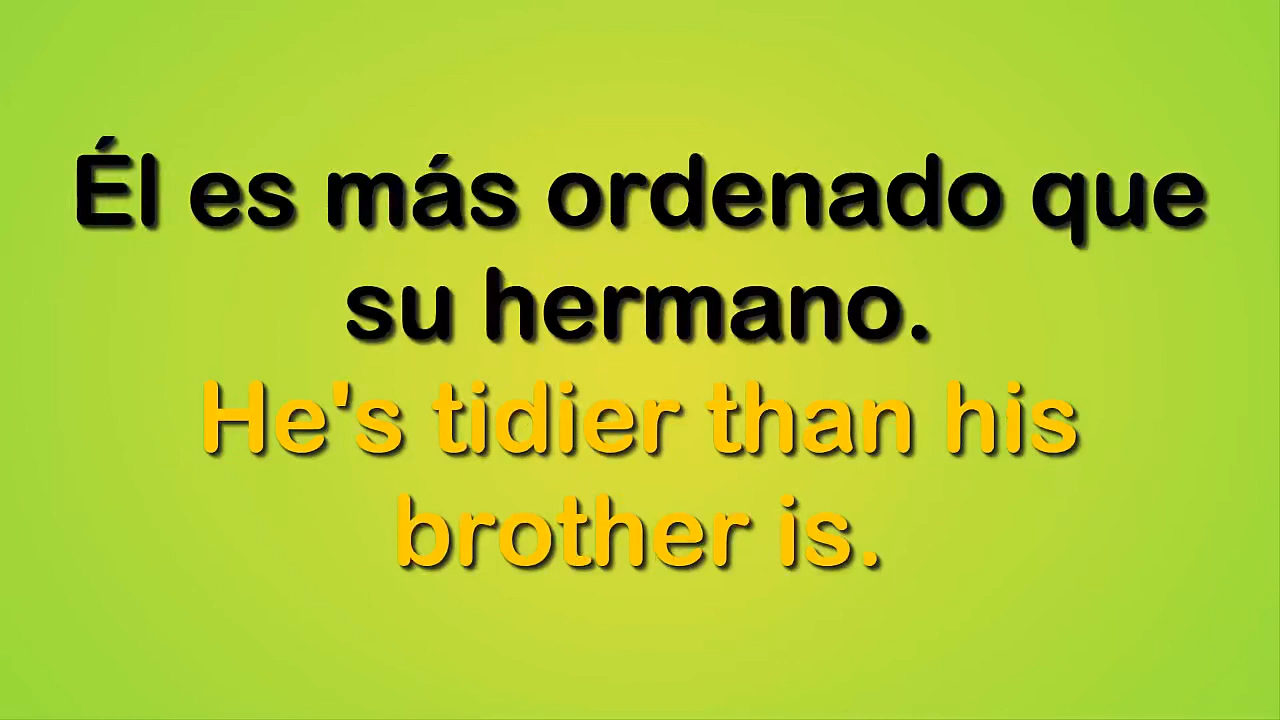 Él es más ordenado que
su hermano.
He's tidier than his
brother is.